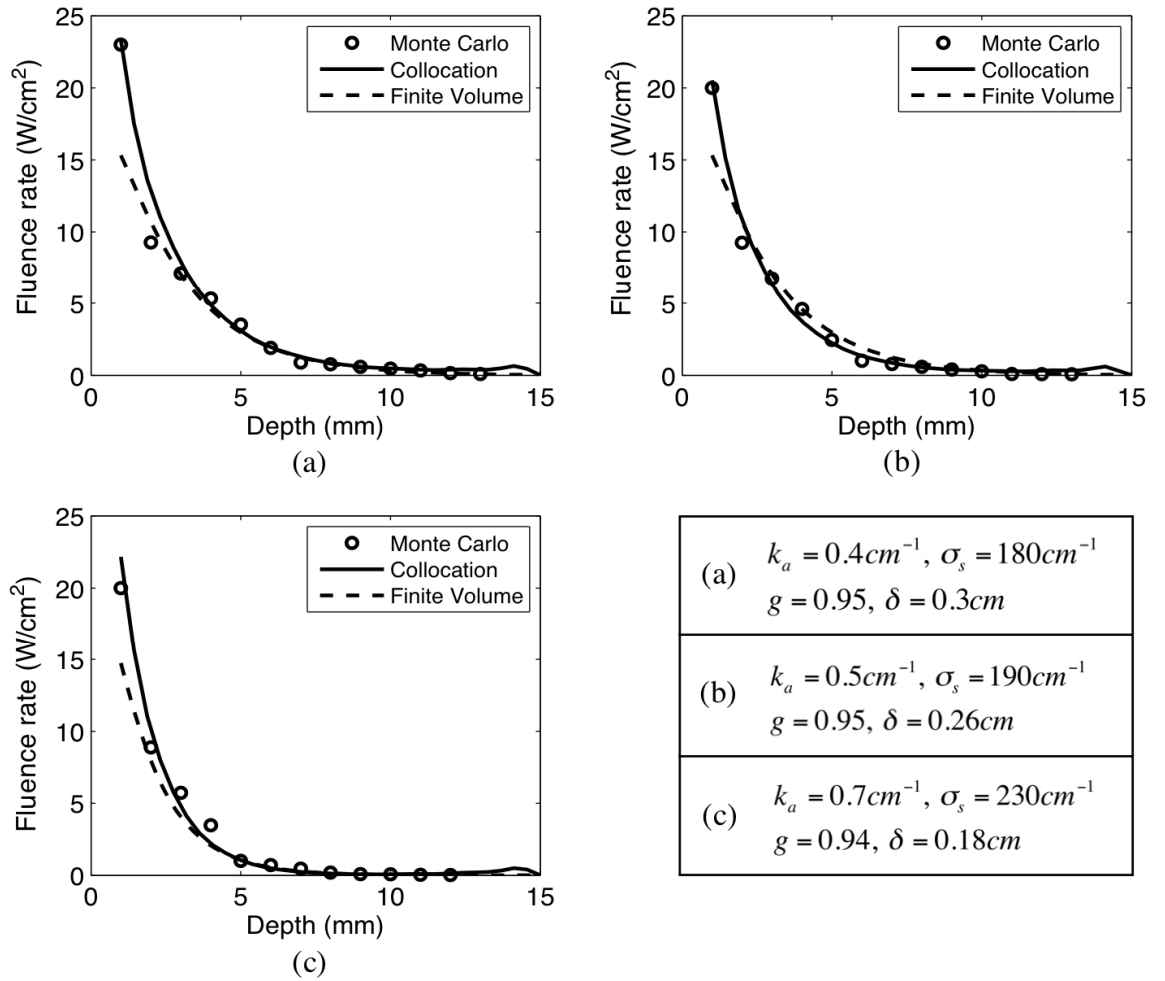 25
20
15
10
5
0
Fluence rate (W/cm²)
Monte Carlo
Collocation
Finite Volume
0 5 10 15
Depth (mm)
(a)
25
20
15
10
5
0
Fluence rate (W/cm²)
Monte Carlo
Collocation
Finite Volume
0 5 10 15
Depth (mm)
(b)
25
20
15
10
5
0
Fluence rate (W/cm²)
Monte Carlo
Collocation
Finite Volume
0 5 10 15
Depth (mm)
(c)
(a) kₐ = 0.4cm⁻¹, σₛ = 180cm⁻¹
g = 0.95, δ = 0.3cm
(b) kₐ = 0.5cm⁻¹, σₛ = 190cm⁻¹
g = 0.95, δ = 0.26cm
(c) kₐ = 0.7cm⁻¹, σₛ = 230cm⁻¹
g = 0.94, δ = 0.18cm